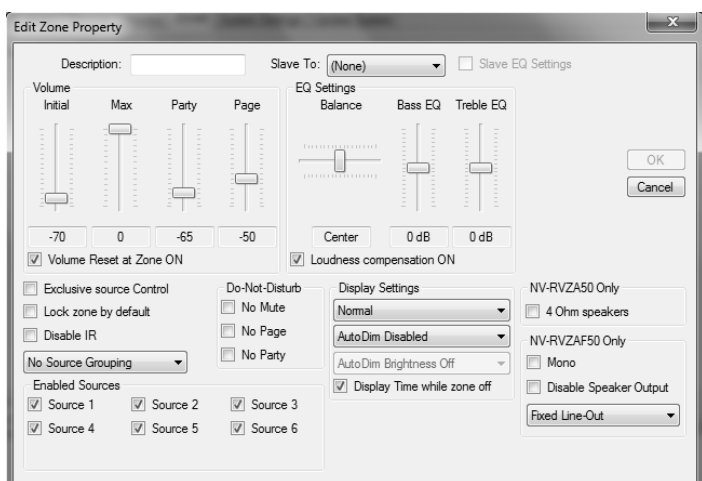 Edit Zone Property
Description:
Slave To: (None)
Slave EQ Settings
Volume
Initial Max Party Page
-70 0 -65 -50
Volume Reset at Zone ON
EQ Settings
Balance Bass EQ Treble EQ
Center 0 dB 0 dB
Loudness compensation ON
OK
Cancel
Exclusive source Control
Lock zone by default
Disable IR
No Source Grouping
Do-Not-Disturb
No Mute
No Page
No Party
Display Settings
Normal
AutoDim Disabled
AutoDim Brightness Off
Display Time while zone off
NV-RVZA50 Only
4 Ohm speakers
NV-RVZAF50 Only
Mono
Disable Speaker Output
Fixed Line-Out
Enabled Sources
Source 1 Source 2 Source 3
Source 4 Source 5 Source 6